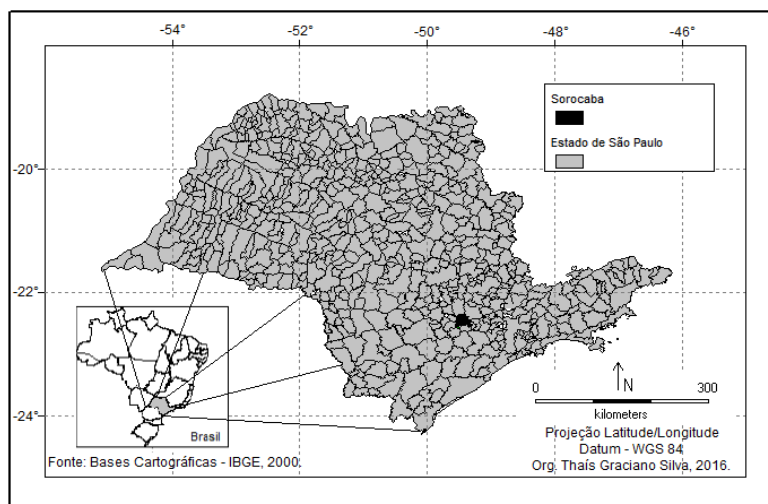 -54° -52° -50° -48° -46°
Sorocaba
Estado de São Paulo
-20°
-22°
-24°
Brasil
N
0 300
kilometers
Projeção Latitude/Longitude
Datum - WGS 84
Fonte: Bases Cartográficas - IBGE, 2000.
Org. Thaís Graciano Silva, 2016.